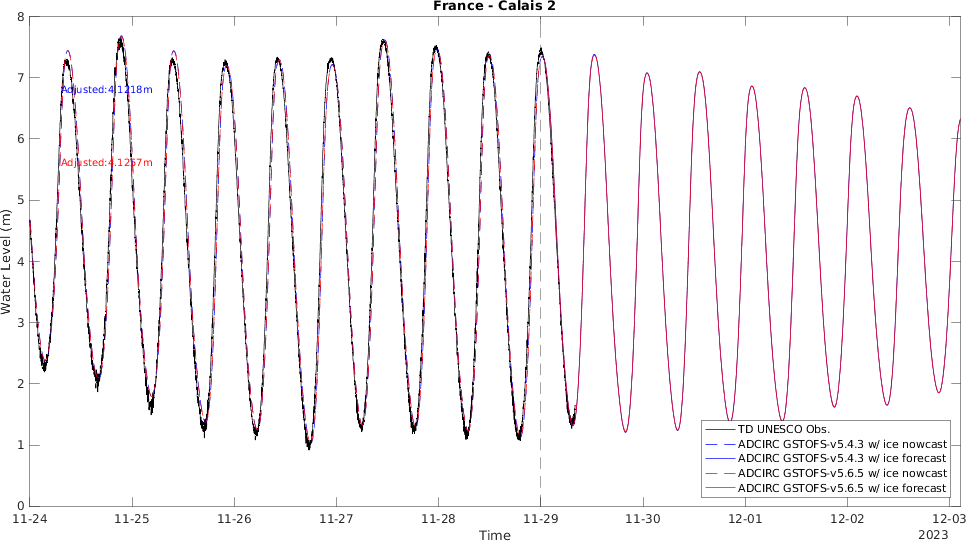 France - Calais 2
8
7
6
5
4
3
2
1
0
Water Level (m)
Adjusted:4.1218m
Adjusted:4.1257m
TD UNESCO Obs.
ADCIRC GSTOFS-v5.4.3 w/ ice nowcast
ADCIRC GSTOFS-v5.4.3 w/ ice forecast
ADCIRC GSTOFS-v5.6.5 w/ ice nowcast
ADCIRC GSTOFS-v5.6.5 w/ ice forecast
11-24 11-25 11-26 11-27 11-28 11-29 11-30 12-01 12-02 12-03
Time
2023